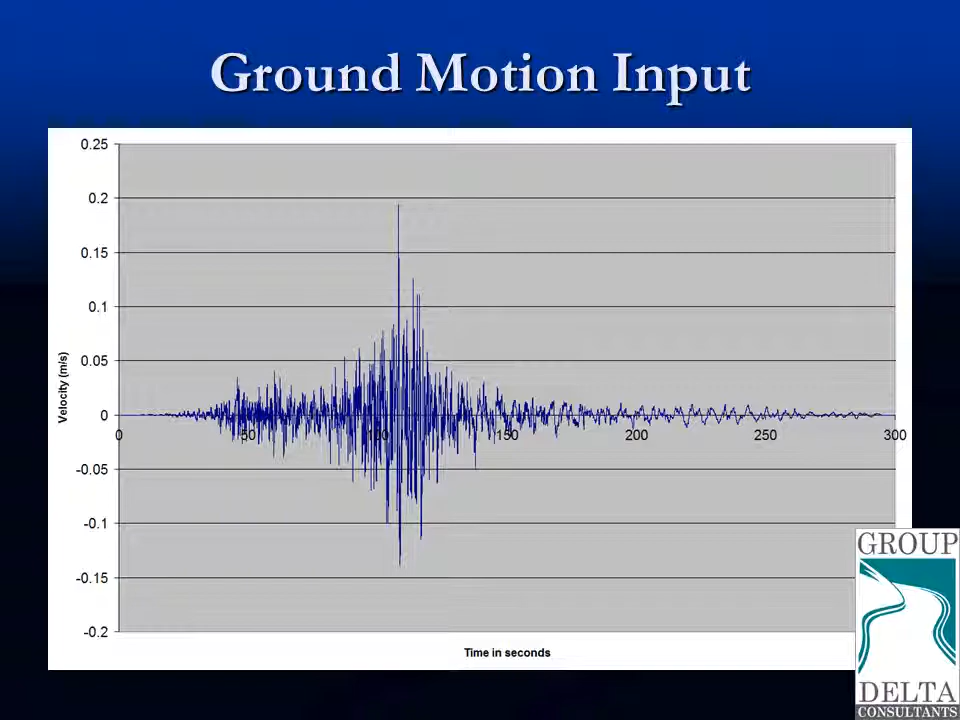 Ground Motion Input
0.25
0.2
0.15
0.1
0.05
0
-0.05
-0.1
-0.15
-0.2
Velocity (m/s)
0 50 100 150 200 250 300
Time in seconds
GROUP
DELTA
CONSULTANTS